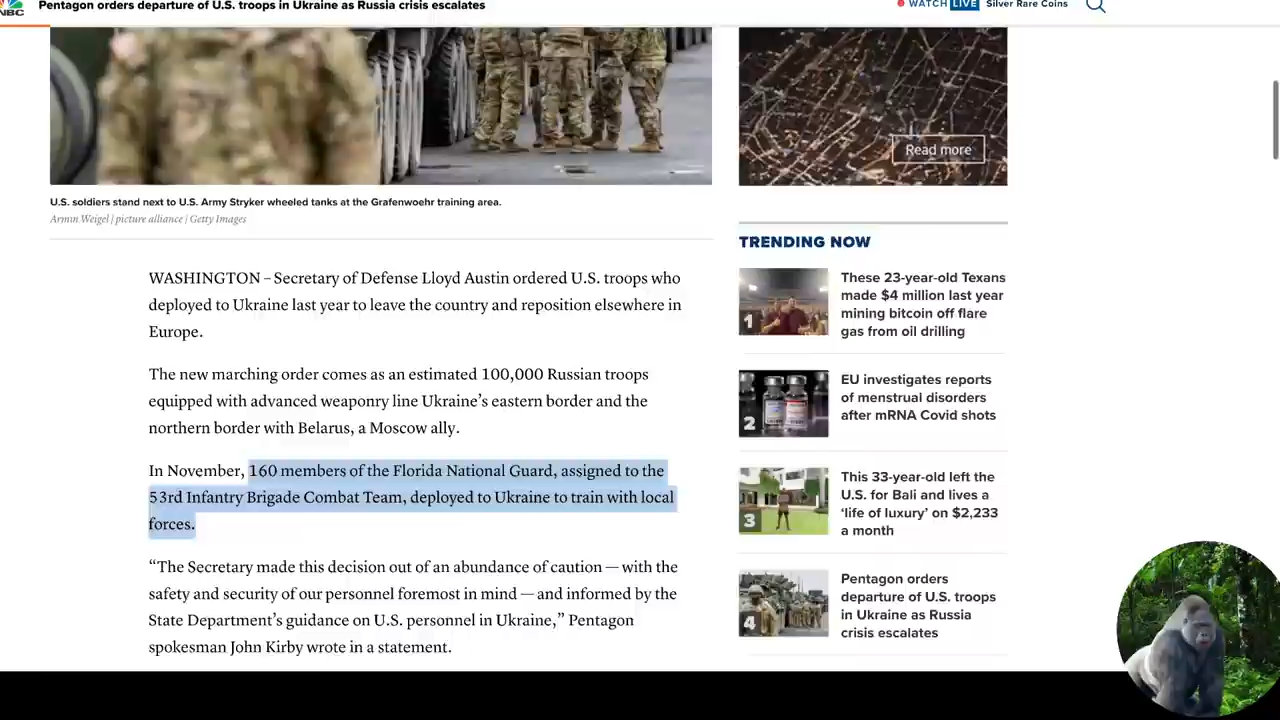 NBC
Pentagon orders departure of U.S. troops in Ukraine as Russia crisis escalates
WATCH LIVE
Silver Rare Coins
Read more
U.S. soldiers stand next to U.S. Army Stryker wheeled tanks at the Grafenwoehr training area.
Armin Weigel | picture alliance | Getty Images
WASHINGTON – Secretary of Defense Lloyd Austin ordered U.S. troops who
deployed to Ukraine last year to leave the country and reposition elsewhere in
Europe.
The new marching order comes as an estimated 100,000 Russian troops
equipped with advanced weaponry line Ukraine’s eastern border and the
northern border with Belarus, a Moscow ally.
In November, 160 members of the Florida National Guard, assigned to the
53rd Infantry Brigade Combat Team, deployed to Ukraine to train with local
forces.
“The Secretary made this decision out of an abundance of caution — with the
safety and security of our personnel foremost in mind — and informed by the
State Department’s guidance on U.S. personnel in Ukraine,” Pentagon
spokesman John Kirby wrote in a statement.
TRENDING NOW
1
These 23-year-old Texans
made $4 million last year
mining bitcoin off flare
gas from oil drilling
2
EU investigates reports
of menstrual disorders
after mRNA Covid shots
3
This 33-year-old left the
U.S. for Bali and lives a
‘life of luxury’ on $2,233
a month
4
Pentagon orders
departure of U.S. troops
in Ukraine as Russia
crisis escalates